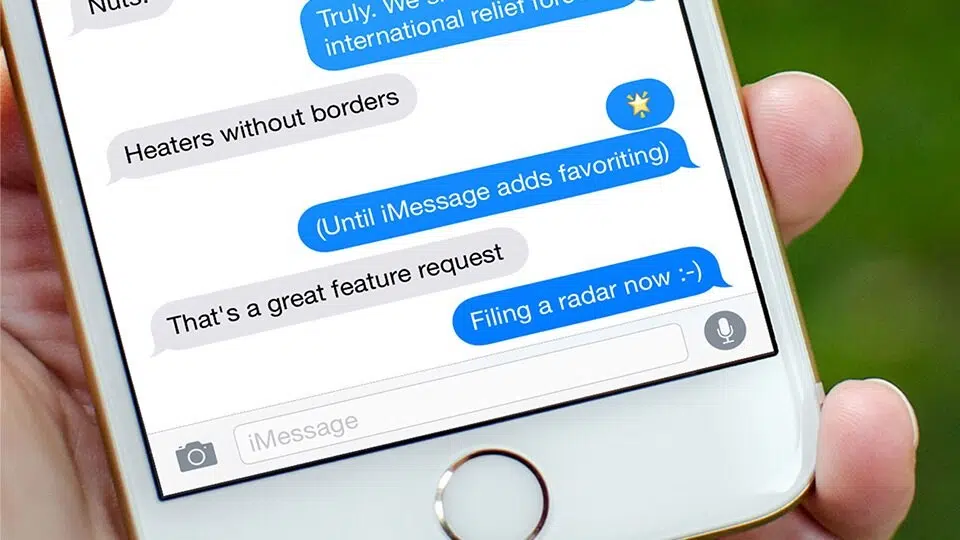 Nuts.
Truly. We
international relief
Heaters without borders
🌟
(Until iMessage adds favoriting)
That's a great feature request
Filing a radar now :-)
iMessage